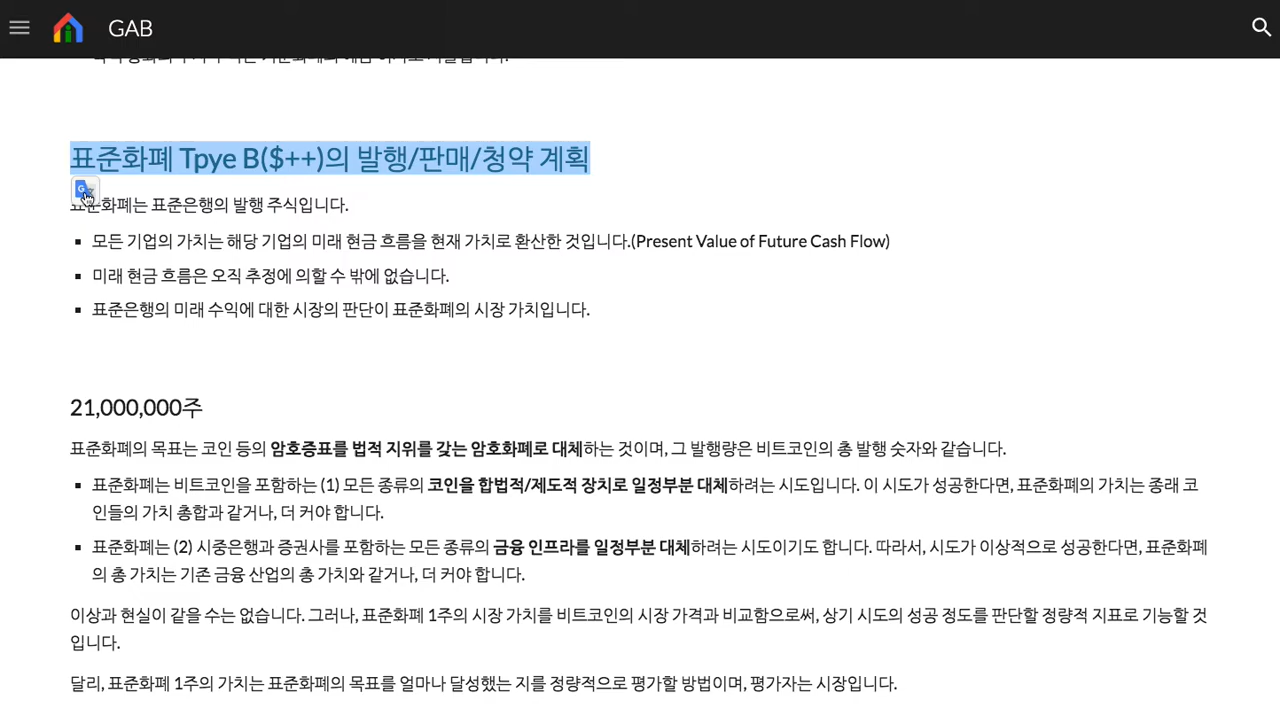 GAB
표준화폐 Tpye B($++)의 발행/판매/청약 계획
표준화폐는 표준은행의 발행 주식입니다.
▪ 모든 기업의 가치는 해당 기업의 미래 현금 흐름을 현재 가치로 환산한 것입니다.(Present Value of Future Cash Flow)
▪ 미래 현금 흐름은 오직 추정에 의할 수 밖에 없습니다.
▪ 표준은행의 미래 수익에 대한 시장의 판단이 표준화폐의 시장 가치입니다.
21,000,000주
표준화폐의 목표는 코인 등의 암호증표를 법적 지위를 갖는 암호화폐로 대체하는 것이며, 그 발행량은 비트코인의 총 발행 숫자와 같습니다.
▪ 표준화폐는 비트코인을 포함하는 (1) 모든 종류의 코인을 합법적/제도적 장치로 일정부분 대체하려는 시도입니다. 이 시도가 성공한다면, 표준화폐의 가치는 종래 코
인들의 가치 총합과 같거나, 더 커야 합니다.
▪ 표준화폐는 (2) 시중은행과 증권사를 포함하는 모든 종류의 금융 인프라를 일정부분 대체하려는 시도이기도 합니다. 따라서, 시도가 이상적으로 성공한다면, 표준화폐
의 총 가치는 기존 금융 산업의 총 가치와 같거나, 더 커야 합니다.
이상과 현실이 같을 수는 없습니다. 그러나, 표준화폐 1주의 시장 가치를 비트코인의 시장 가격과 비교함으로써, 상기 시도의 성공 정도를 판단할 정량적 지표로 기능할 것
입니다.
달리, 표준화폐 1주의 가치는 표준화폐의 목표를 얼마나 달성했는 지를 정량적으로 평가할 방법이며, 평가자는 시장입니다.